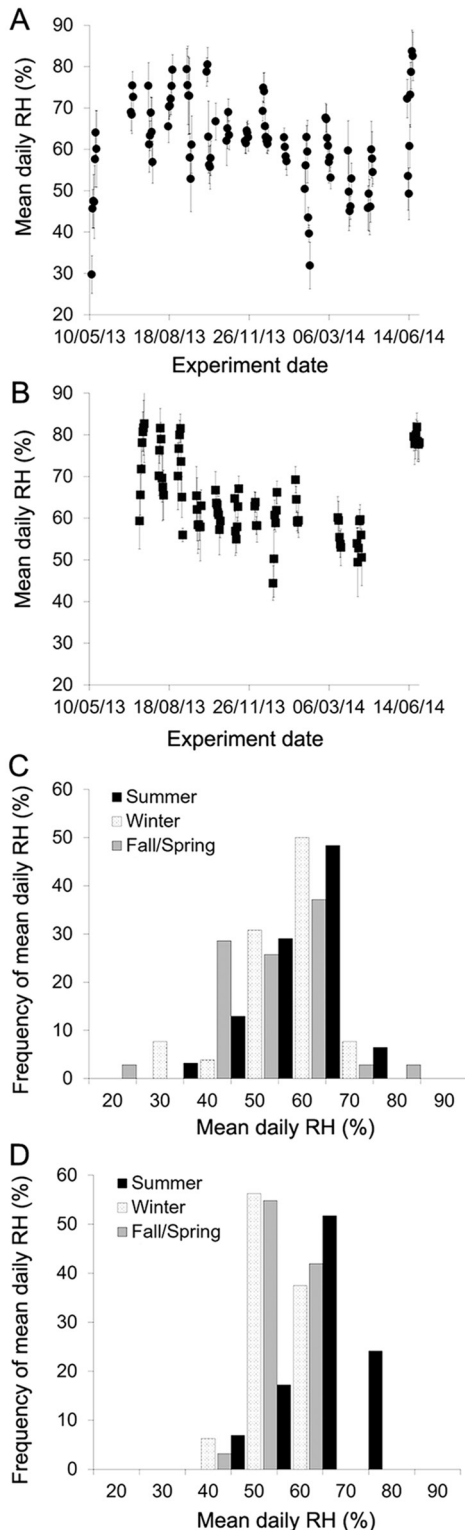 A
Mean daily RH (%)
90
80
70
60
50
40
30
20
10/05/13 18/08/13 26/11/13 06/03/14 14/06/14
Experiment date
B
Mean daily RH (%)
90
80
70
60
50
40
30
20
10/05/13 18/08/13 26/11/13 06/03/14 14/06/14
Experiment date
C
Frequency of mean daily RH (%)
60
50
40
30
20
10
0
Summer
Winter
Fall/Spring
20 30 40 50 60 70 80 90
Mean daily RH (%)
D
Frequency of mean daily RH (%)
60
50
40
30
20
10
0
Summer
Winter
Fall/Spring
20 30 40 50 60 70 80 90
Mean daily RH (%)